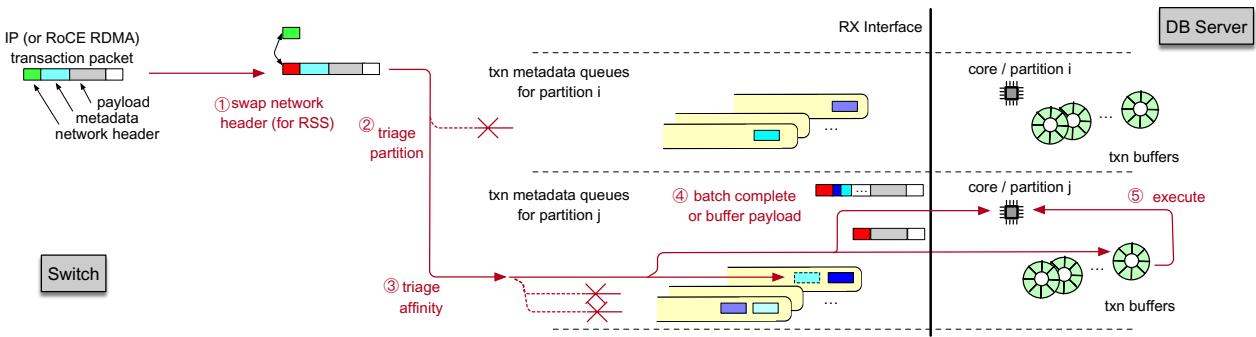 IP (or RoCE RDMA)
transaction packet
payload
metadata
network header
① swap network
header (for RSS)
② triage
partition
③ triage
affinity
Switch
txn metadata queues
for partition i
...
txn metadata queues
for partition j
④ batch complete
or buffer payload
...
...
RX Interface
DB Server
core / partition i
...
txn buffers
core / partition j
⑤ execute
...
txn buffers